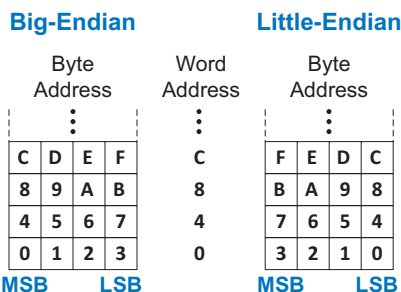 Big-Endian Little-Endian
Byte Address Word Address Byte Address
C D E F C F E D C
8 9 A B 8 B A 9 8
4 5 6 7 4 7 6 5 4
0 1 2 3 0 3 2 1 0
MSB LSB MSB LSB